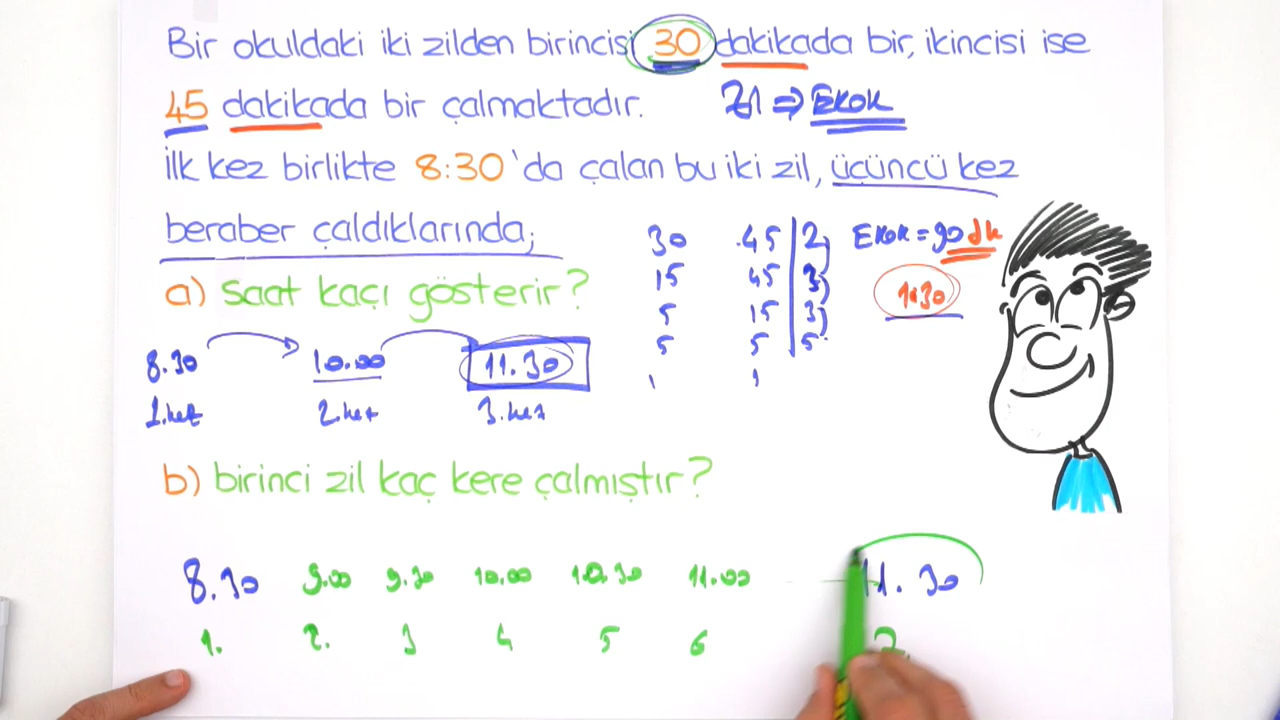 Bir okuldaki iki zilden birincisi 30 dakikada bir, ikincisi ise
45 dakikada bir çalmaktadır.
Zil ⇒ EKOK
İlk kez birlikte 8:30'da çalan bu iki zil, üçüncü kez
beraber çaldıklarında;
30 45 2
15 45 3
5 15 3
5 5 5
1 1
EKOK = 90 dk
1.30
a) saat kaçı gösterir?
8.30 10.00 11.30
1.kez 2.kez 3.kez
b) birinci zil kaç kere çalmıştır?
8.30 9.00 9.30 10.00 10.30 11.00 11.30
1. 2. 3 4 5 6